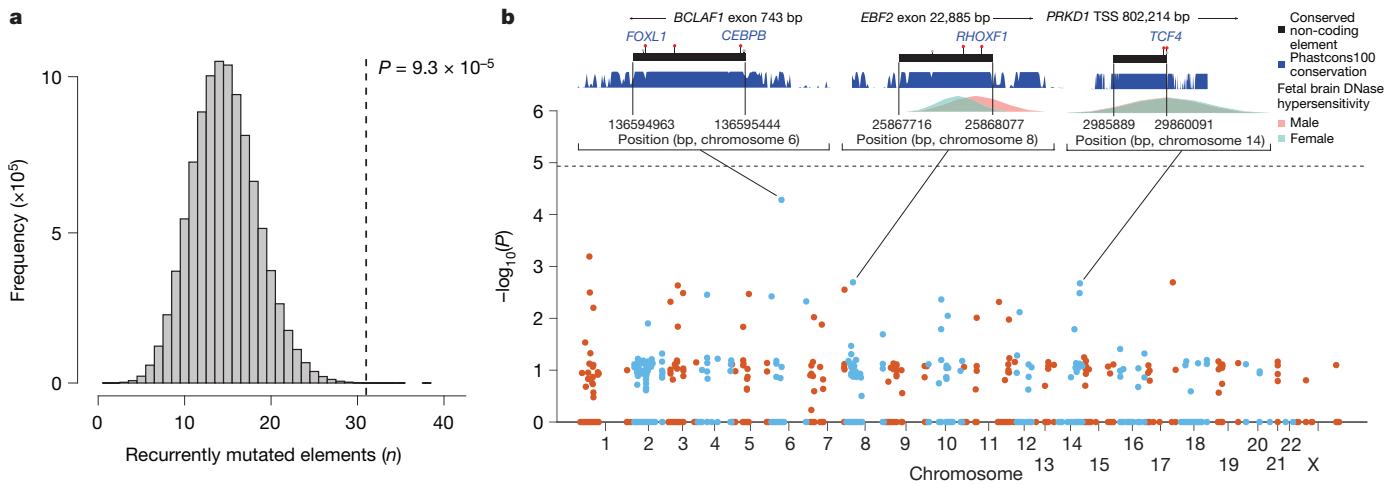 a
P = 9.3 × 10⁻⁵
Frequency (×10⁵)
10
5
0
0 10 20 30 40
Recurrently mutated elements (n)
b
BCLAF1 exon 743 bp
EBF2 exon 22,885 bp
PRKD1 TSS 802,214 bp
FOXL1 CEBPB
RHOXF1
TCF4
136594963 136595444
Position (bp, chromosome 6)
25867716 25868077
Position (bp, chromosome 8)
2985889 29860091
Position (bp, chromosome 14)
Conserved
non-coding
element
Phastcons100
conservation
Fetal brain DNase
hypersensitivity
Male
Female
–log₁₀(P)
6
5
4
3
2
1
0
1 2 3 4 5 6 7 8 9 10 11 12 14 16 18 20 22
13 15 17 19 21 X
Chromosome